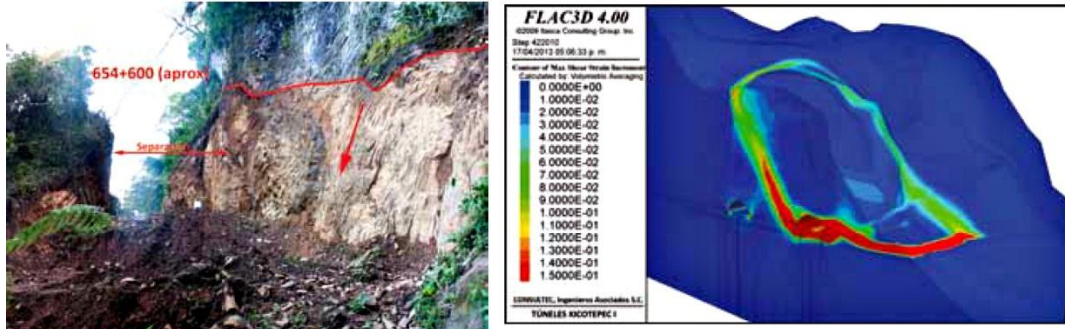 654+600 (aprox)
Separación
FLAC3D 4.00
©2009 Itasca Consulting Group, Inc.
Step 422010
17/04/2013 05:06:33 p. m.
Contour of Max Shear Strain Increment
Calculated by: Volumetric Averaging
0.0000E+00
1.0000E-02
2.0000E-02
3.0000E-02
4.0000E-02
5.0000E-02
6.0000E-02
7.0000E-02
8.0000E-02
9.0000E-02
1.0000E-01
1.1000E-01
1.2000E-01
1.3000E-01
1.4000E-01
1.5000E-01
CONSULTEC, Ingenieros Asociados S.C.
TÚNELES XICOTEPEC I